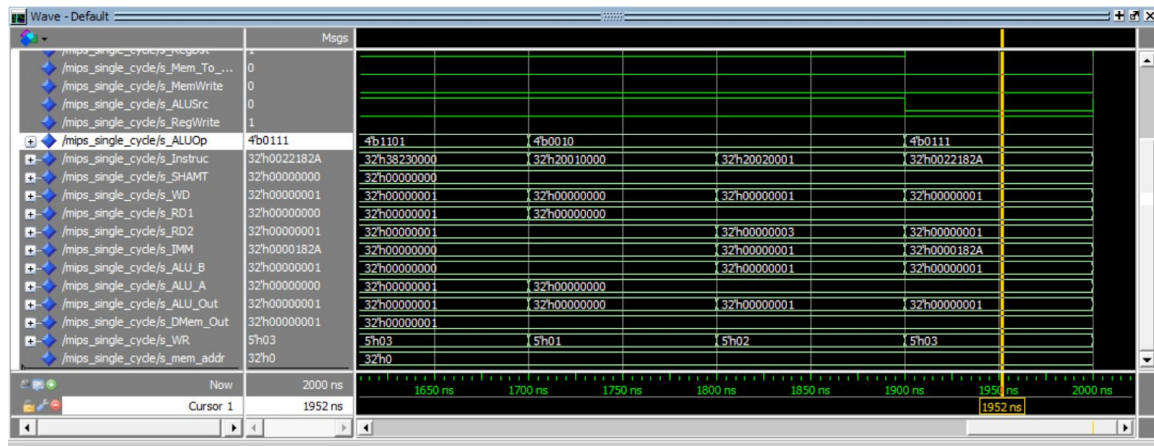 Wave - Default
Msgs
/mips_single_cycle/s_RegDst 1
/mips_single_cycle/s_Mem_To_... 0
/mips_single_cycle/s_MemWrite 0
/mips_single_cycle/s_ALUSrc 0
/mips_single_cycle/s_RegWrite 1
/mips_single_cycle/s_ALUOp 4'b0111 4'b1101 4'b0010 4'b0111
/mips_single_cycle/s_Instruc 32'h0022182A 32'h38230000 32'h20010000 32'h20020001 32'h0022182A
/mips_single_cycle/s_SHAMT 32'h00000000 32'h00000000
/mips_single_cycle/s_WD 32'h00000001 32'h00000001 32'h00000000 32'h00000001 32'h00000001
/mips_single_cycle/s_RD1 32'h00000000 32'h00000001 32'h00000000
/mips_single_cycle/s_RD2 32'h00000001 32'h00000001 32'h00000003 32'h00000001
/mips_single_cycle/s_IMM 32'h0000182A 32'h00000000 32'h00000001 32'h0000182A
/mips_single_cycle/s_ALU_B 32'h00000001 32'h00000000 32'h00000001 32'h00000001
/mips_single_cycle/s_ALU_A 32'h00000000 32'h00000001 32'h00000000
/mips_single_cycle/s_ALU_Out 32'h00000001 32'h00000001 32'h00000000 32'h00000001 32'h00000001
/mips_single_cycle/s_DMem_Out 32'h00000001 32'h00000001
/mips_single_cycle/s_WR 5'h03 5'h03 5'h01 5'h02 5'h03
/mips_single_cycle/s_mem_addr 32'h0 32'h0
Now 2000 ns 1650 ns 1700 ns 1750 ns 1800 ns 1850 ns 1900 ns 1950 ns 2000 ns
Cursor 1 1952 ns 1952 ns